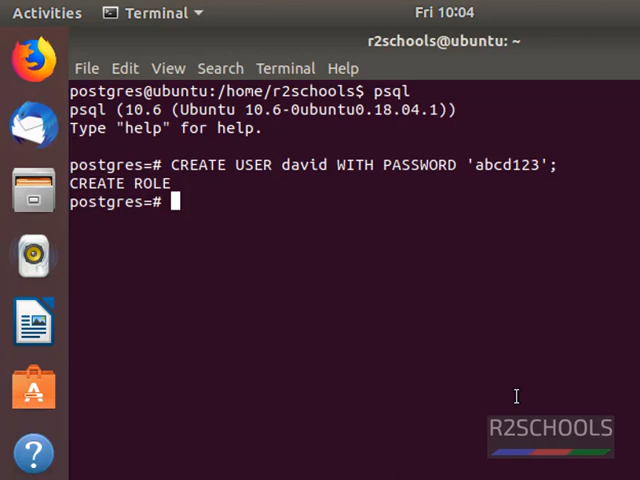 Activities Terminal Fri 10:04
r2schools@ubuntu: ~
File Edit View Search Terminal Help
postgres@ubuntu:/home/r2schools$ psql
psql (10.6 (Ubuntu 10.6-0ubuntu0.18.04.1))
Type "help" for help.
postgres=# CREATE USER david WITH PASSWORD 'abcd123';
CREATE ROLE
postgres=#
R2SCHOOLS